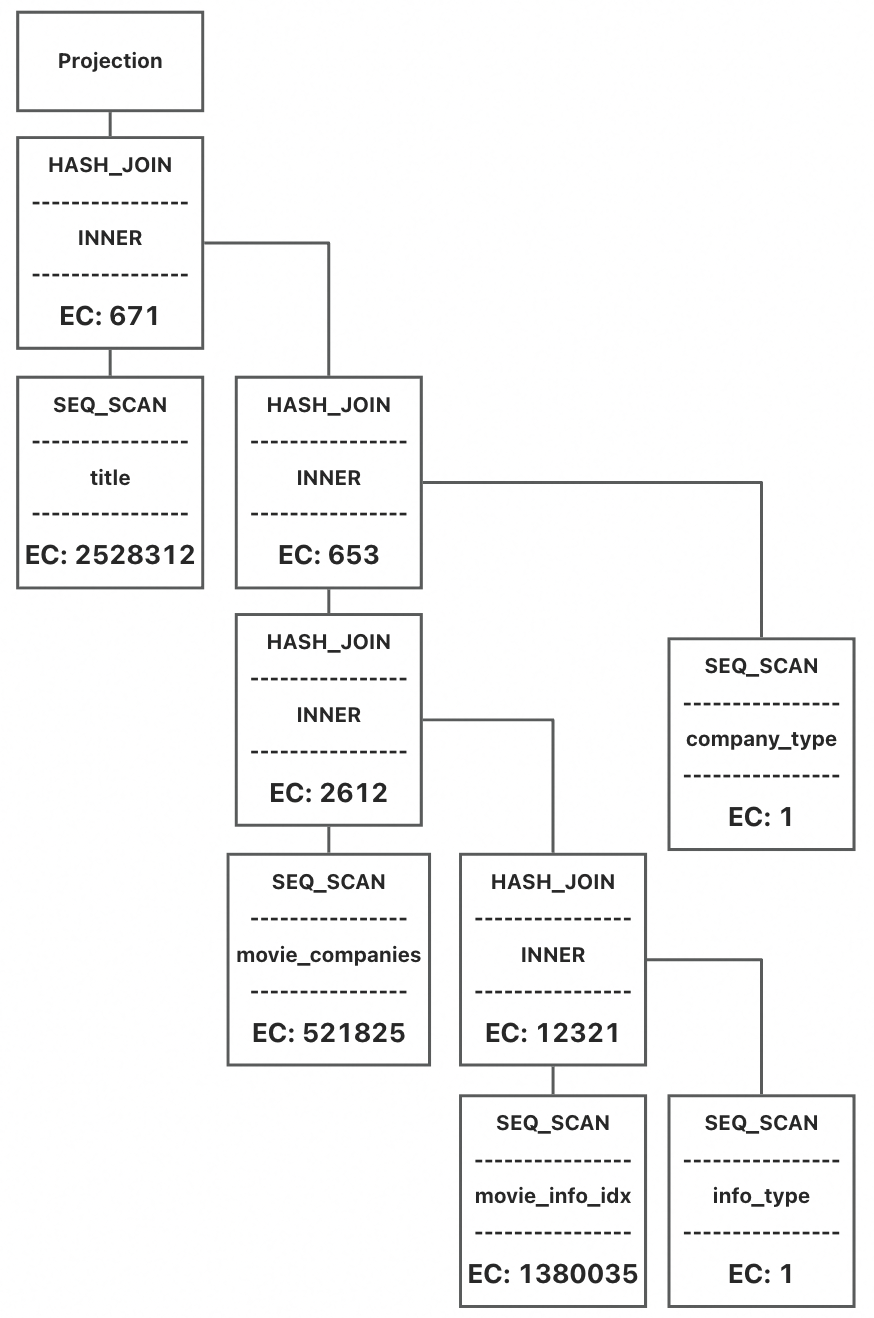 Projection
HASH_JOIN
----------------
INNER
----------------
EC: 671
SEQ_SCAN
----------------
title
----------------
EC: 2528312
HASH_JOIN
----------------
INNER
----------------
EC: 653
HASH_JOIN
----------------
INNER
----------------
EC: 2612
SEQ_SCAN
----------------
company_type
----------------
EC: 1
SEQ_SCAN
----------------
movie_companies
----------------
EC: 521825
HASH_JOIN
----------------
INNER
----------------
EC: 12321
SEQ_SCAN
----------------
movie_info_idx
----------------
EC: 1380035
SEQ_SCAN
----------------
info_type
----------------
EC: 1